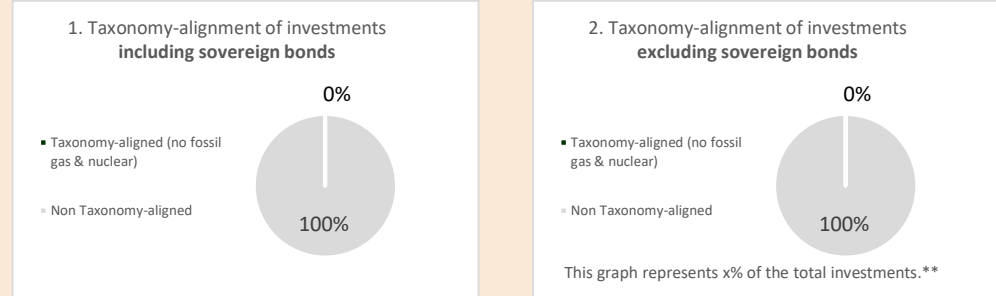 1. Taxonomy-alignment of investments
including sovereign bonds
0%
Taxonomy-aligned (no fossil
gas & nuclear)
Non Taxonomy-aligned
100%
2. Taxonomy-alignment of investments
excluding sovereign bonds
0%
Taxonomy-aligned (no fossil
gas & nuclear)
Non Taxonomy-aligned
100%
This graph represents x% of the total investments.**